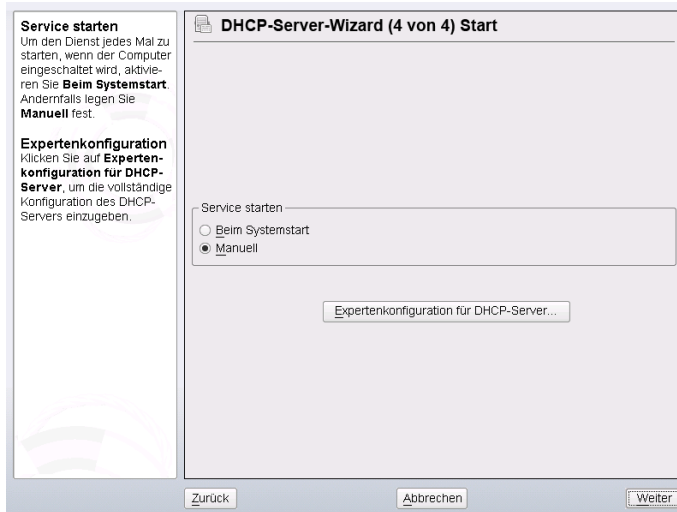 Service starten
Um den Dienst jedes Mal zu
starten, wenn der Computer
eingeschaltet wird, aktivie-
ren Sie Beim Systemstart.
Andernfalls legen Sie
Manuell fest.
Expertenkonfiguration
Klicken Sie auf Experten-
konfiguration für DHCP-
Server, um die vollständige
Konfiguration des DHCP-
Servers einzugeben.
DHCP-Server-Wizard (4 von 4) Start
Service starten
Beim Systemstart
Manuell
Expertenkonfiguration für DHCP-Server...
Zurück
Abbrechen
Weiter